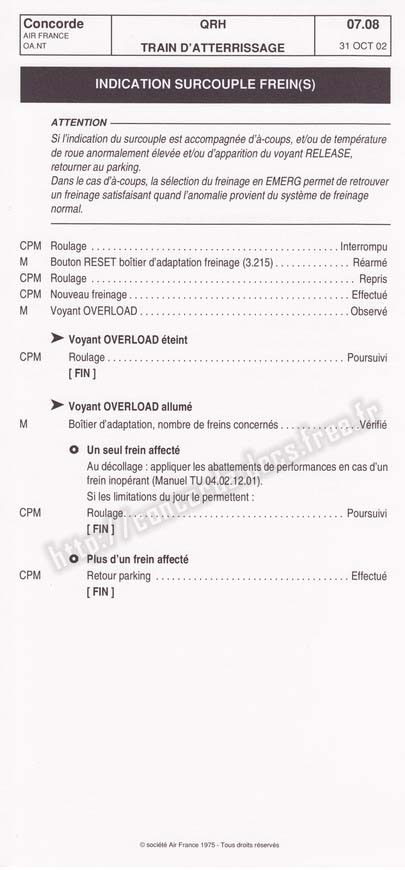 Concorde
AIR FRANCE
OA.NT
QRH
TRAIN D'ATTERRISSAGE
07.08
31 OCT 02
INDICATION SURCOUPLE FREIN(S)
ATTENTION
Si l'indication du surcouple est accompagnée d'à-coups, et/ou de température
de roue anormalement élevée et/ou d'apparition du voyant RELEASE,
retourner au parking.
Dans le cas d'à-coups, la sélection du freinage en EMERG permet de retrouver
un freinage satisfaisant quand l'anomalie provient du système de freinage
normal.
CPM Roulage . . . . . . . . . . . . . . . . . . . . Interrompu
M Bouton RESET boîtier d'adaptation freinage (3.215) . . . . . . . . . . . . . Réarmé
CPM Roulage . . . . . . . . . . . . . . . . . . . . Repris
CPM Nouveau freinage . . . . . . . . . . . . . . . . . . . . Effectué
M Voyant OVERLOAD . . . . . . . . . . . . . . . . . . . . Observé
➤ Voyant OVERLOAD éteint
CPM Roulage . . . . . . . . . . . . . . . . . . . . Poursuivi
[ FIN ]
➤ Voyant OVERLOAD allumé
M Boîtier d'adaptation, nombre de freins concernés . . . . . . . . . . . . . Vérifié
Un seul frein affecté
Au décollage : appliquer les abattements de performances en cas d'un
frein inopérant (Manuel TU 04.02.12.01).
Si les limitations du jour le permettent :
CPM Roulage . . . . . . . . . . . . . . . . . . . . Poursuivi
[ FIN ]
Plus d'un frein affecté
CPM Retour parking . . . . . . . . . . . . . . . . . . . . Effectué
[ FIN ]
http://concordedocs.free.fr
© société Air France 1975 - Tous droits réservés